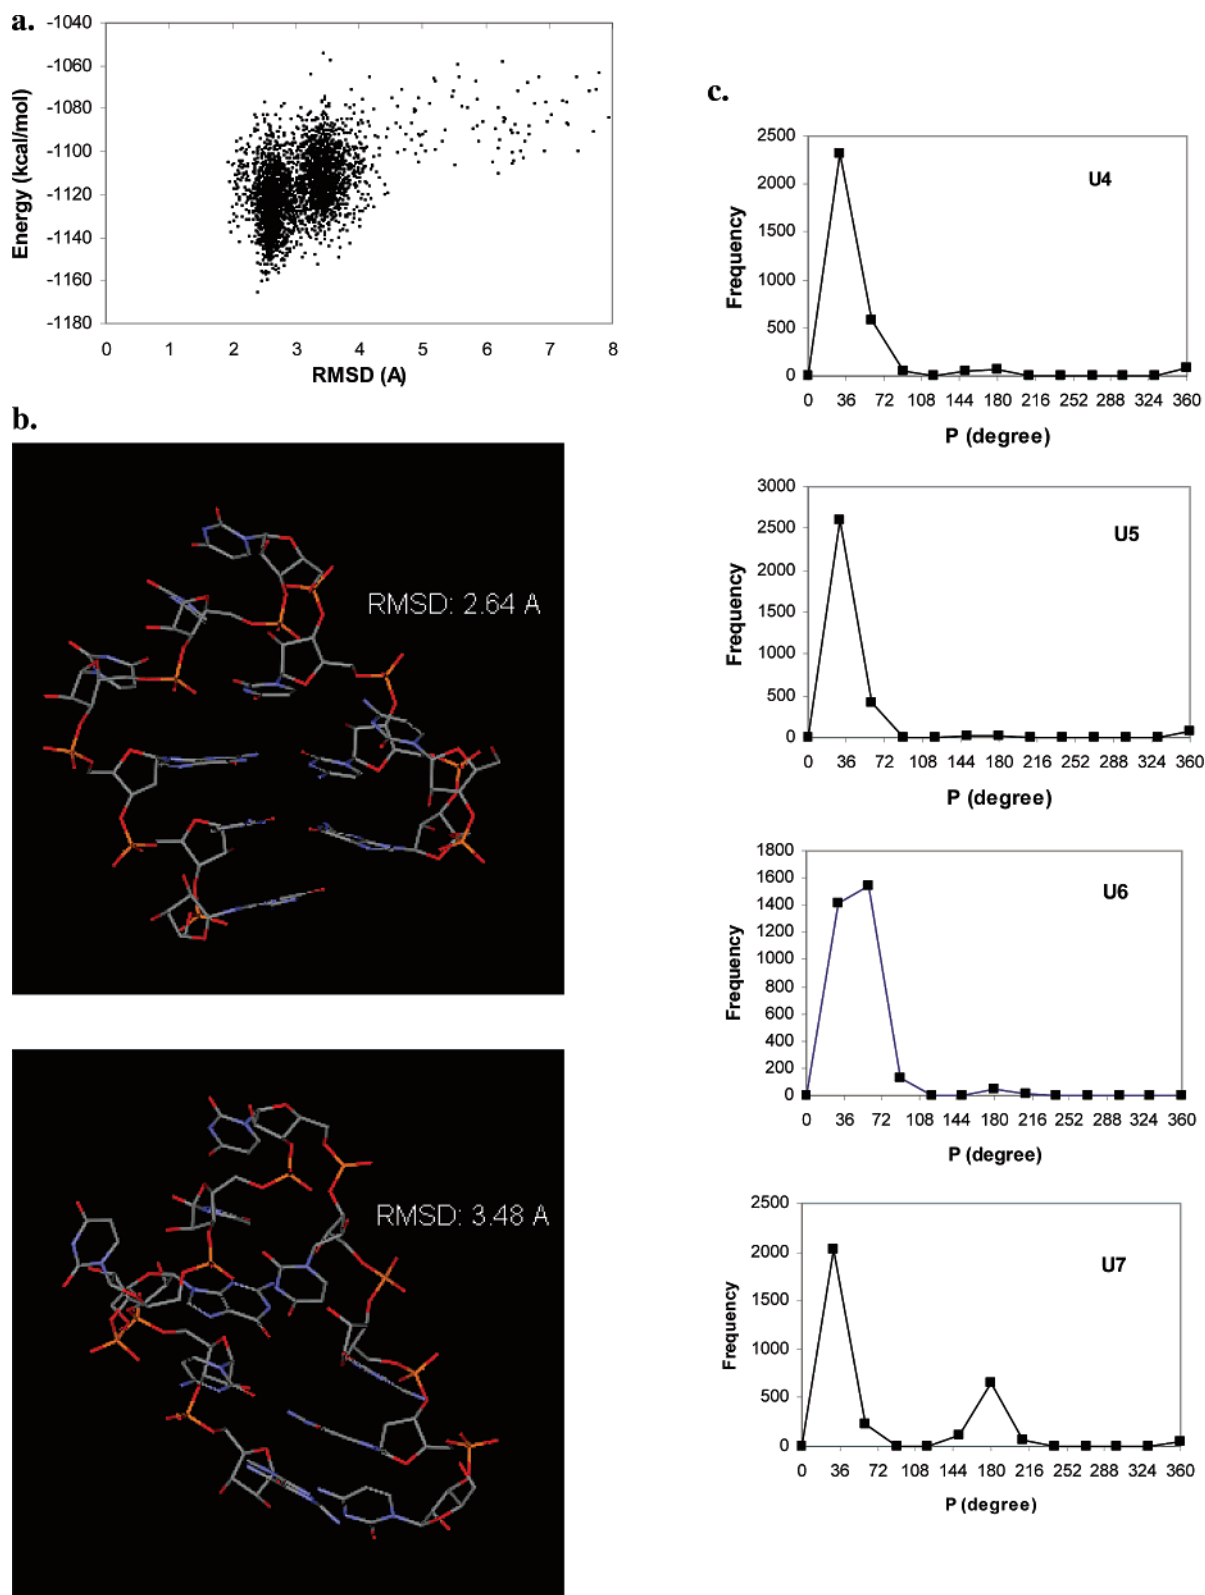 a.
-1040
-1060
-1080
-1100
-1120
-1140
-1160
-1180
Energy (kcal/mol)
0 1 2 3 4 5 6 7 8
RMSD (A)
b.
RMSD: 2.64 A
RMSD: 3.48 A
c.
2500
2000
1500
1000
500
0
Frequency
U4
0 36 72 108 144 180 216 252 288 324 360
P (degree)
3000
2500
2000
1500
1000
500
0
Frequency
U5
0 36 72 108 144 180 216 252 288 324 360
P (degree)
1800
1600
1400
1200
1000
800
600
400
200
0
Frequency
U6
0 36 72 108 144 180 216 252 288 324 360
P (degree)
2500
2000
1500
1000
500
0
Frequency
U7
0 36 72 108 144 180 216 252 288 324 360
P (degree)